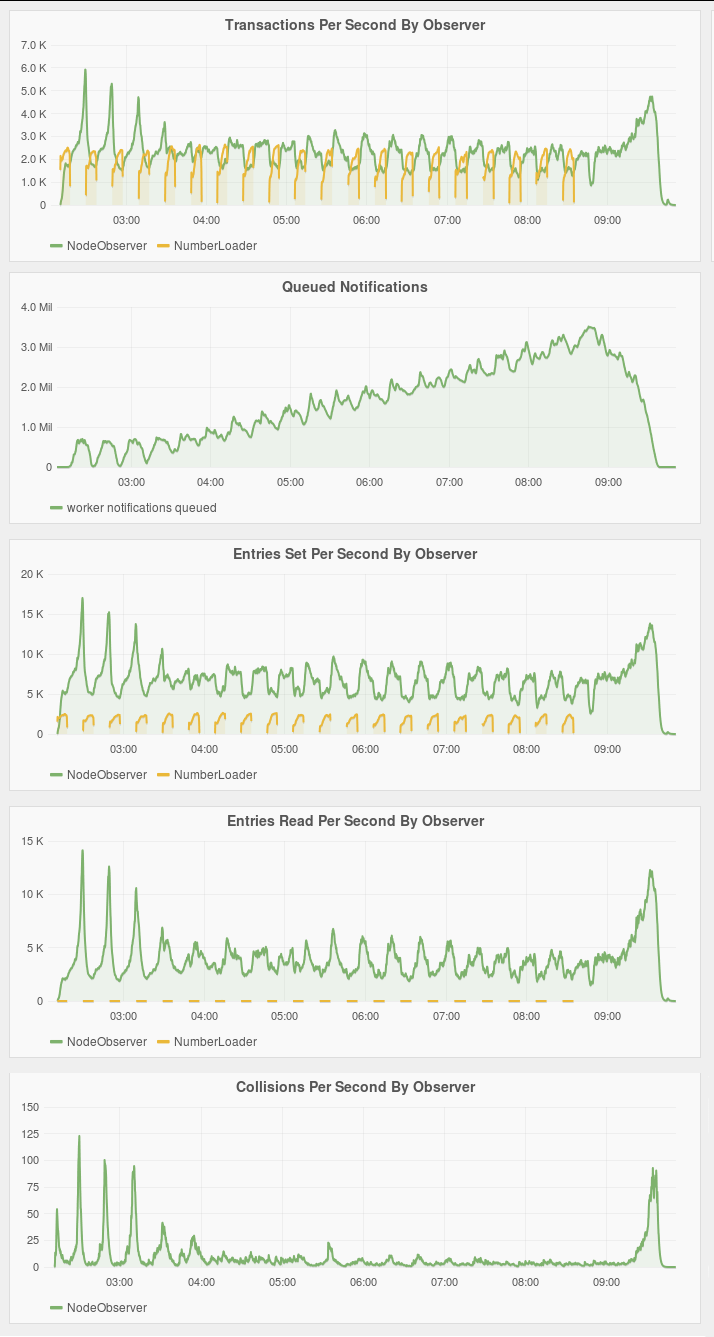 Transactions Per Second By Observer
7.0 K
6.0 K
5.0 K
4.0 K
3.0 K
2.0 K
1.0 K
0
03:00 04:00 05:00 06:00 07:00 08:00 09:00
NodeObserver NumberLoader
Queued Notifications
4.0 Mil
3.0 Mil
2.0 Mil
1.0 Mil
0
03:00 04:00 05:00 06:00 07:00 08:00 09:00
worker notifications queued
Entries Set Per Second By Observer
20 K
15 K
10 K
5 K
0
03:00 04:00 05:00 06:00 07:00 08:00 09:00
NodeObserver NumberLoader
Entries Read Per Second By Observer
15 K
10 K
5 K
0
03:00 04:00 05:00 06:00 07:00 08:00 09:00
NodeObserver NumberLoader
Collisions Per Second By Observer
150
125
100
75
50
25
0
03:00 04:00 05:00 06:00 07:00 08:00 09:00
NodeObserver